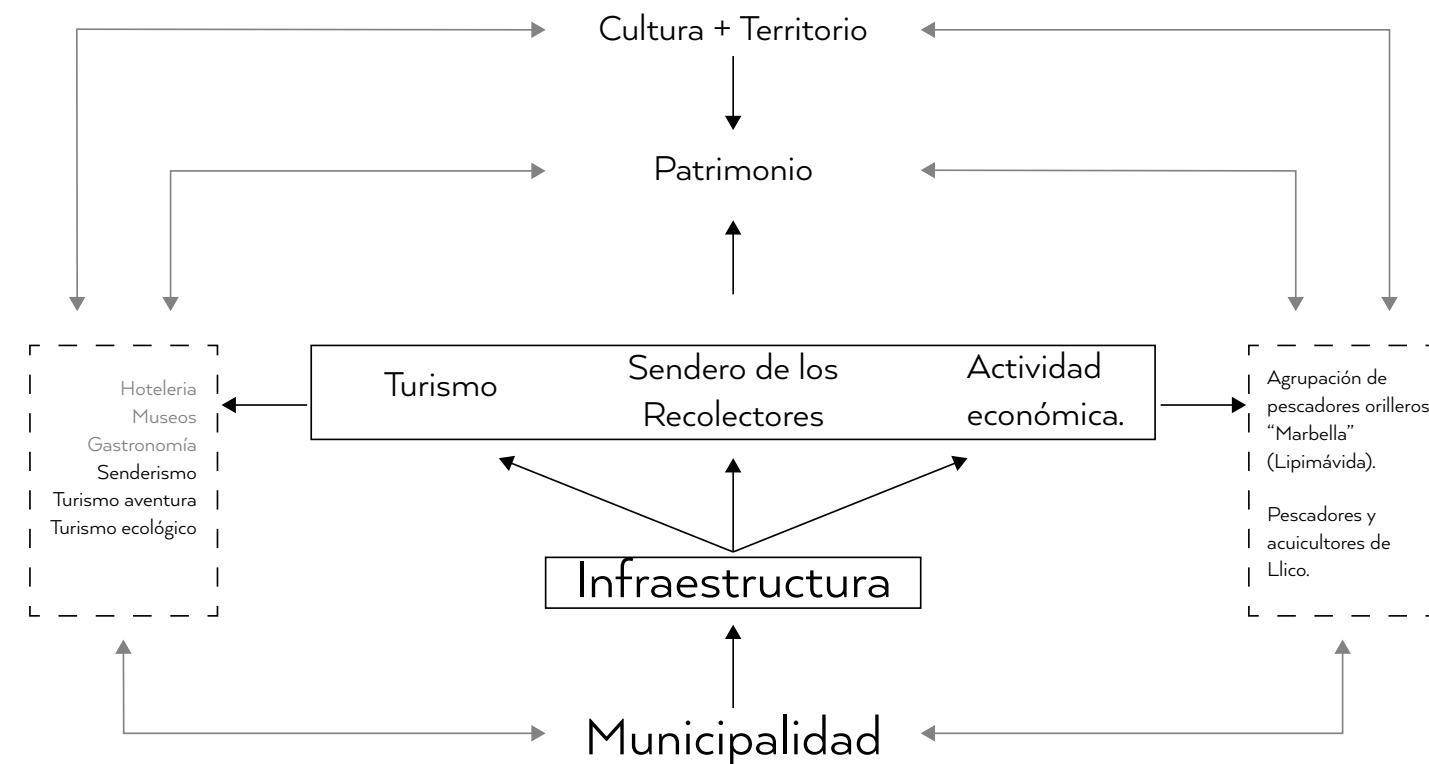 Cultura + Territorio
Patrimonio
Hoteleria
Museos
Gastronomía
Senderismo
Turismo aventura
Turismo ecológico
Turismo
Sendero de los
Recolectores
Actividad
económica.
Agrupación de
pescadores orilleros
“Marbella”
(Lipimávida).
Pescadores y
acuicultores de
Llico.
Infraestructura
Municipalidad